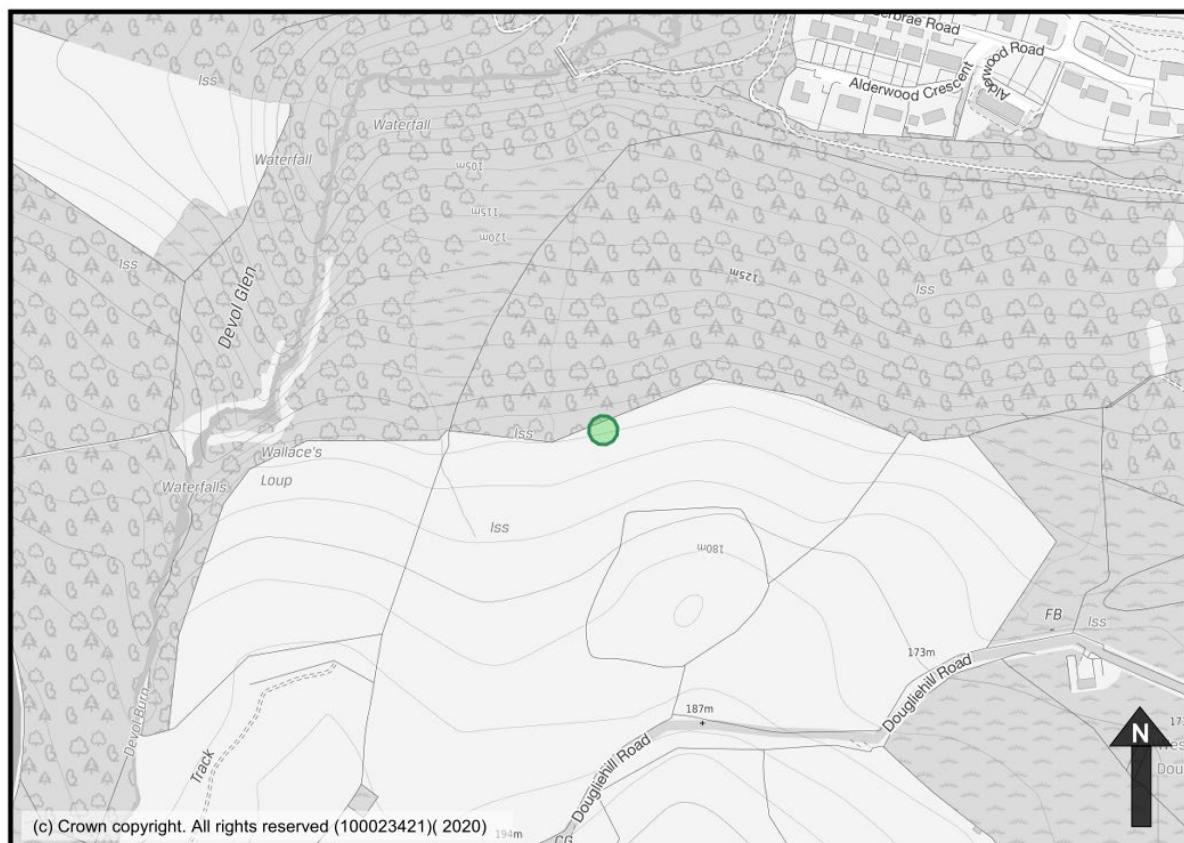 erbrae Road
Alderwood Road
Alderwood Crescent
Iss
Waterfall
Waterfall
105m
115m
120m
Iss
125m
Iss
Devol Glen
Iss
Wallace's
Loup
Waterfalls
Iss
180m
FB
Iss
173m
Dougliehill Road
187m
Dougliehill Road
Devol Burn
Track
N
194m
CG
(c) Crown copyright. All rights reserved (100023421)( 2020)